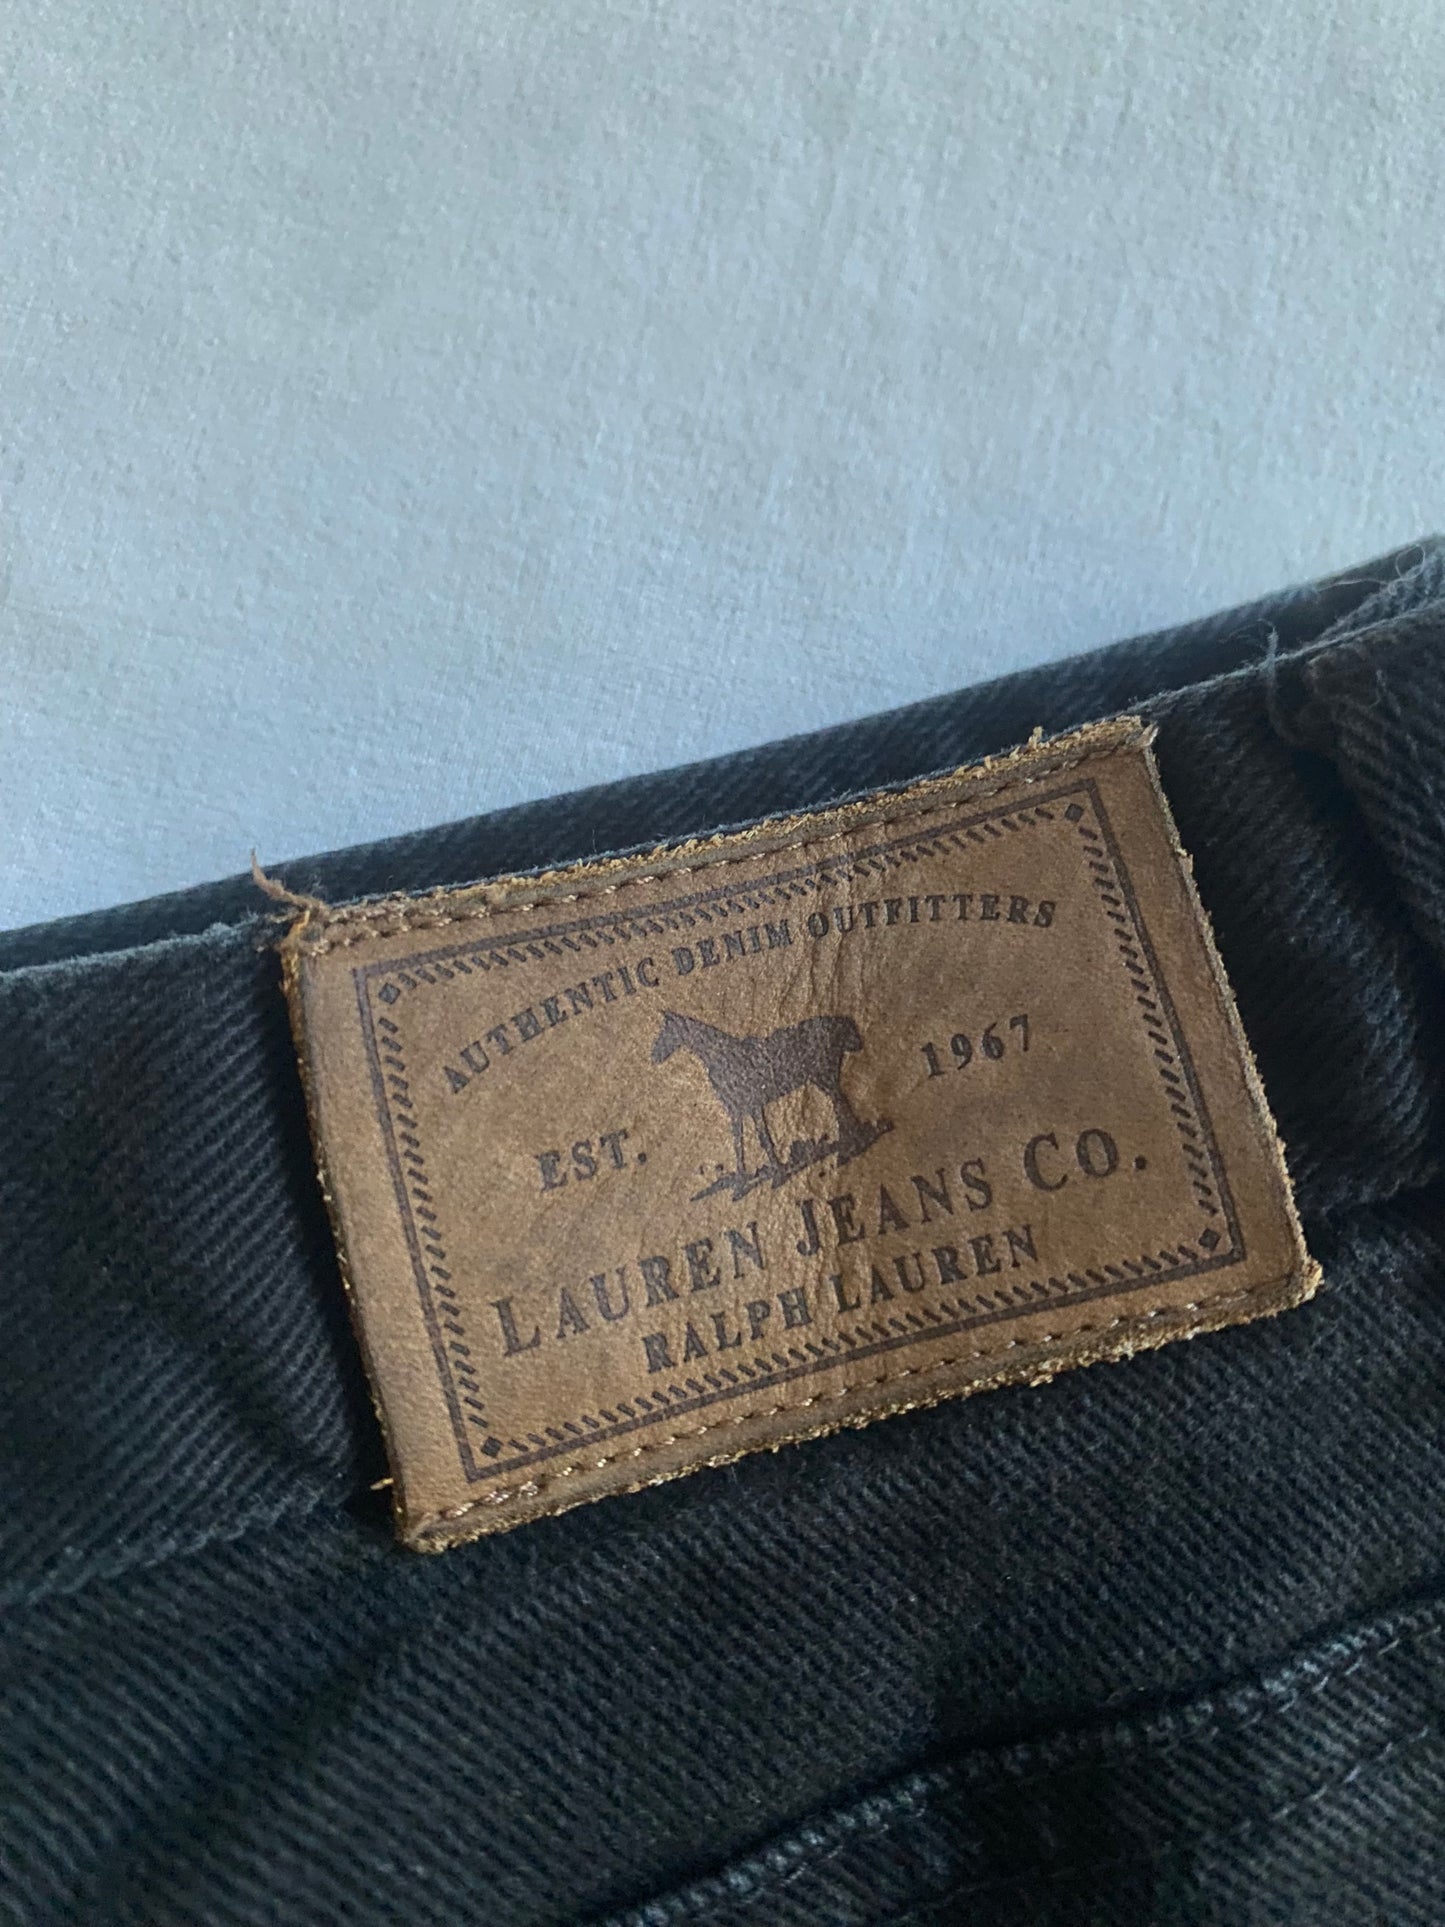 AUTHENTIC DENIM OUTFITTERS
EST. 1967
LAUREN JEANS CO.
RALPH LAUREN